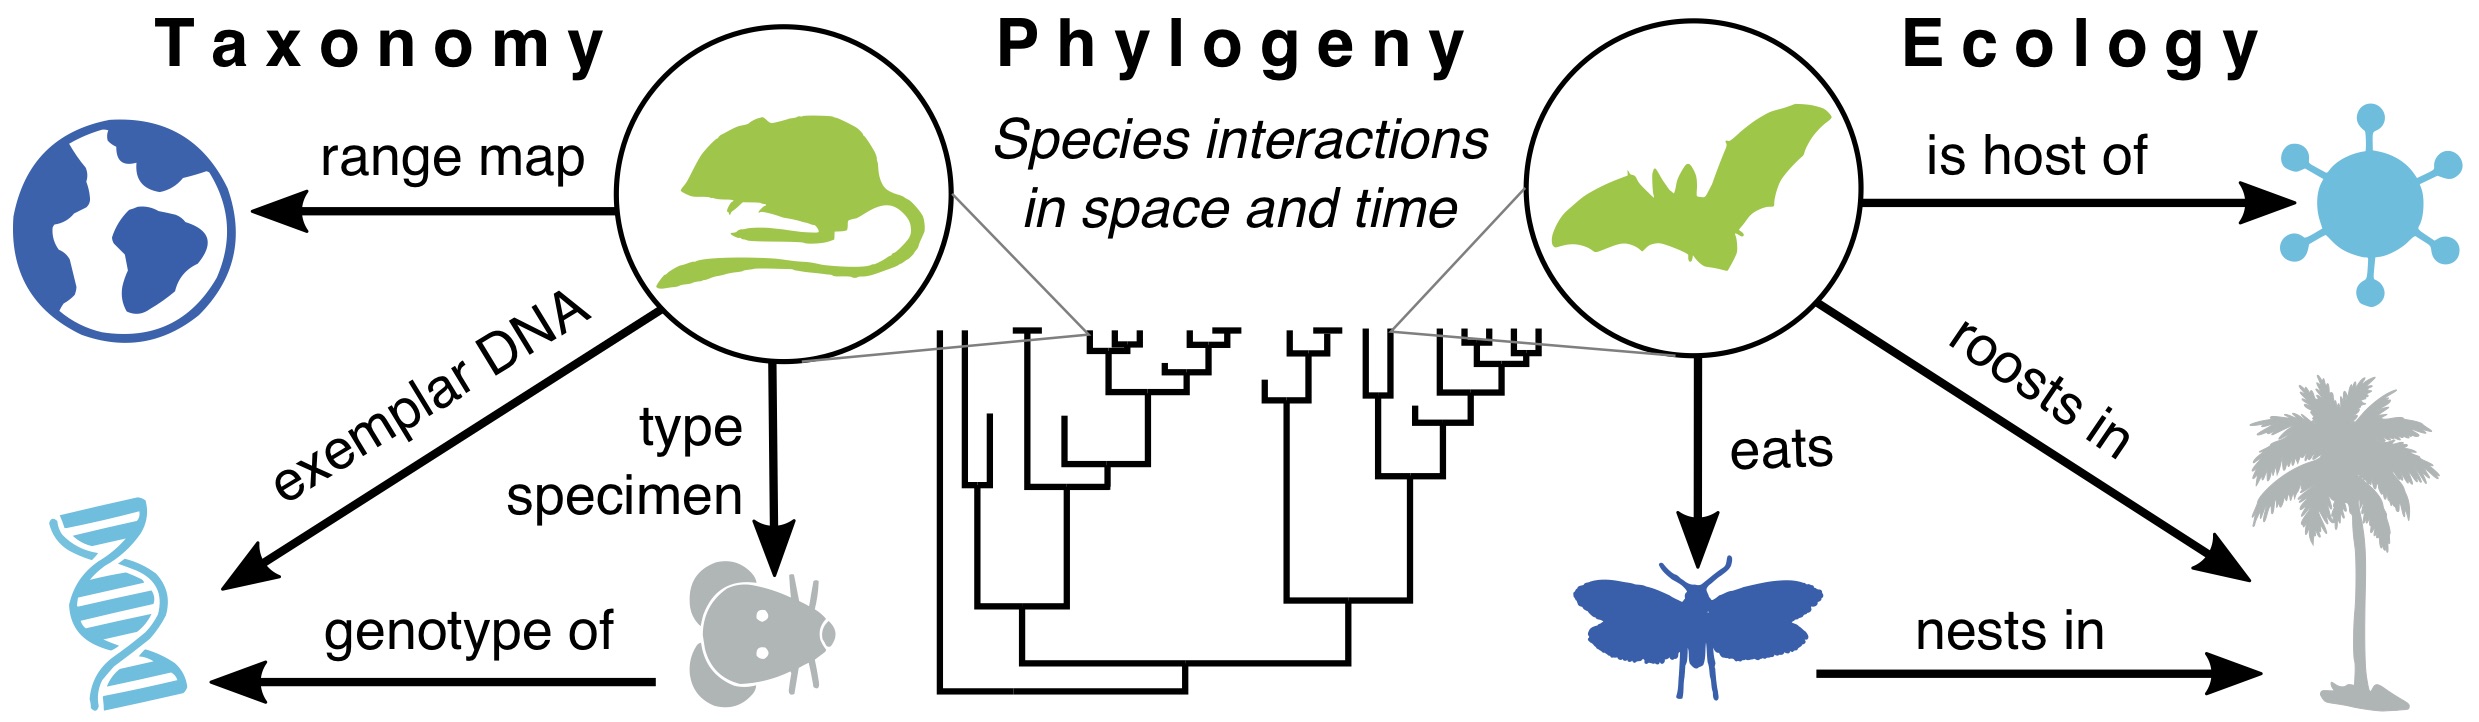 Taxonomy
Phylogeny
Ecology
range map
Species interactions
in space and time
is host of
exemplar DNA
type
specimen
eats
roosts in
genotype of
nests in